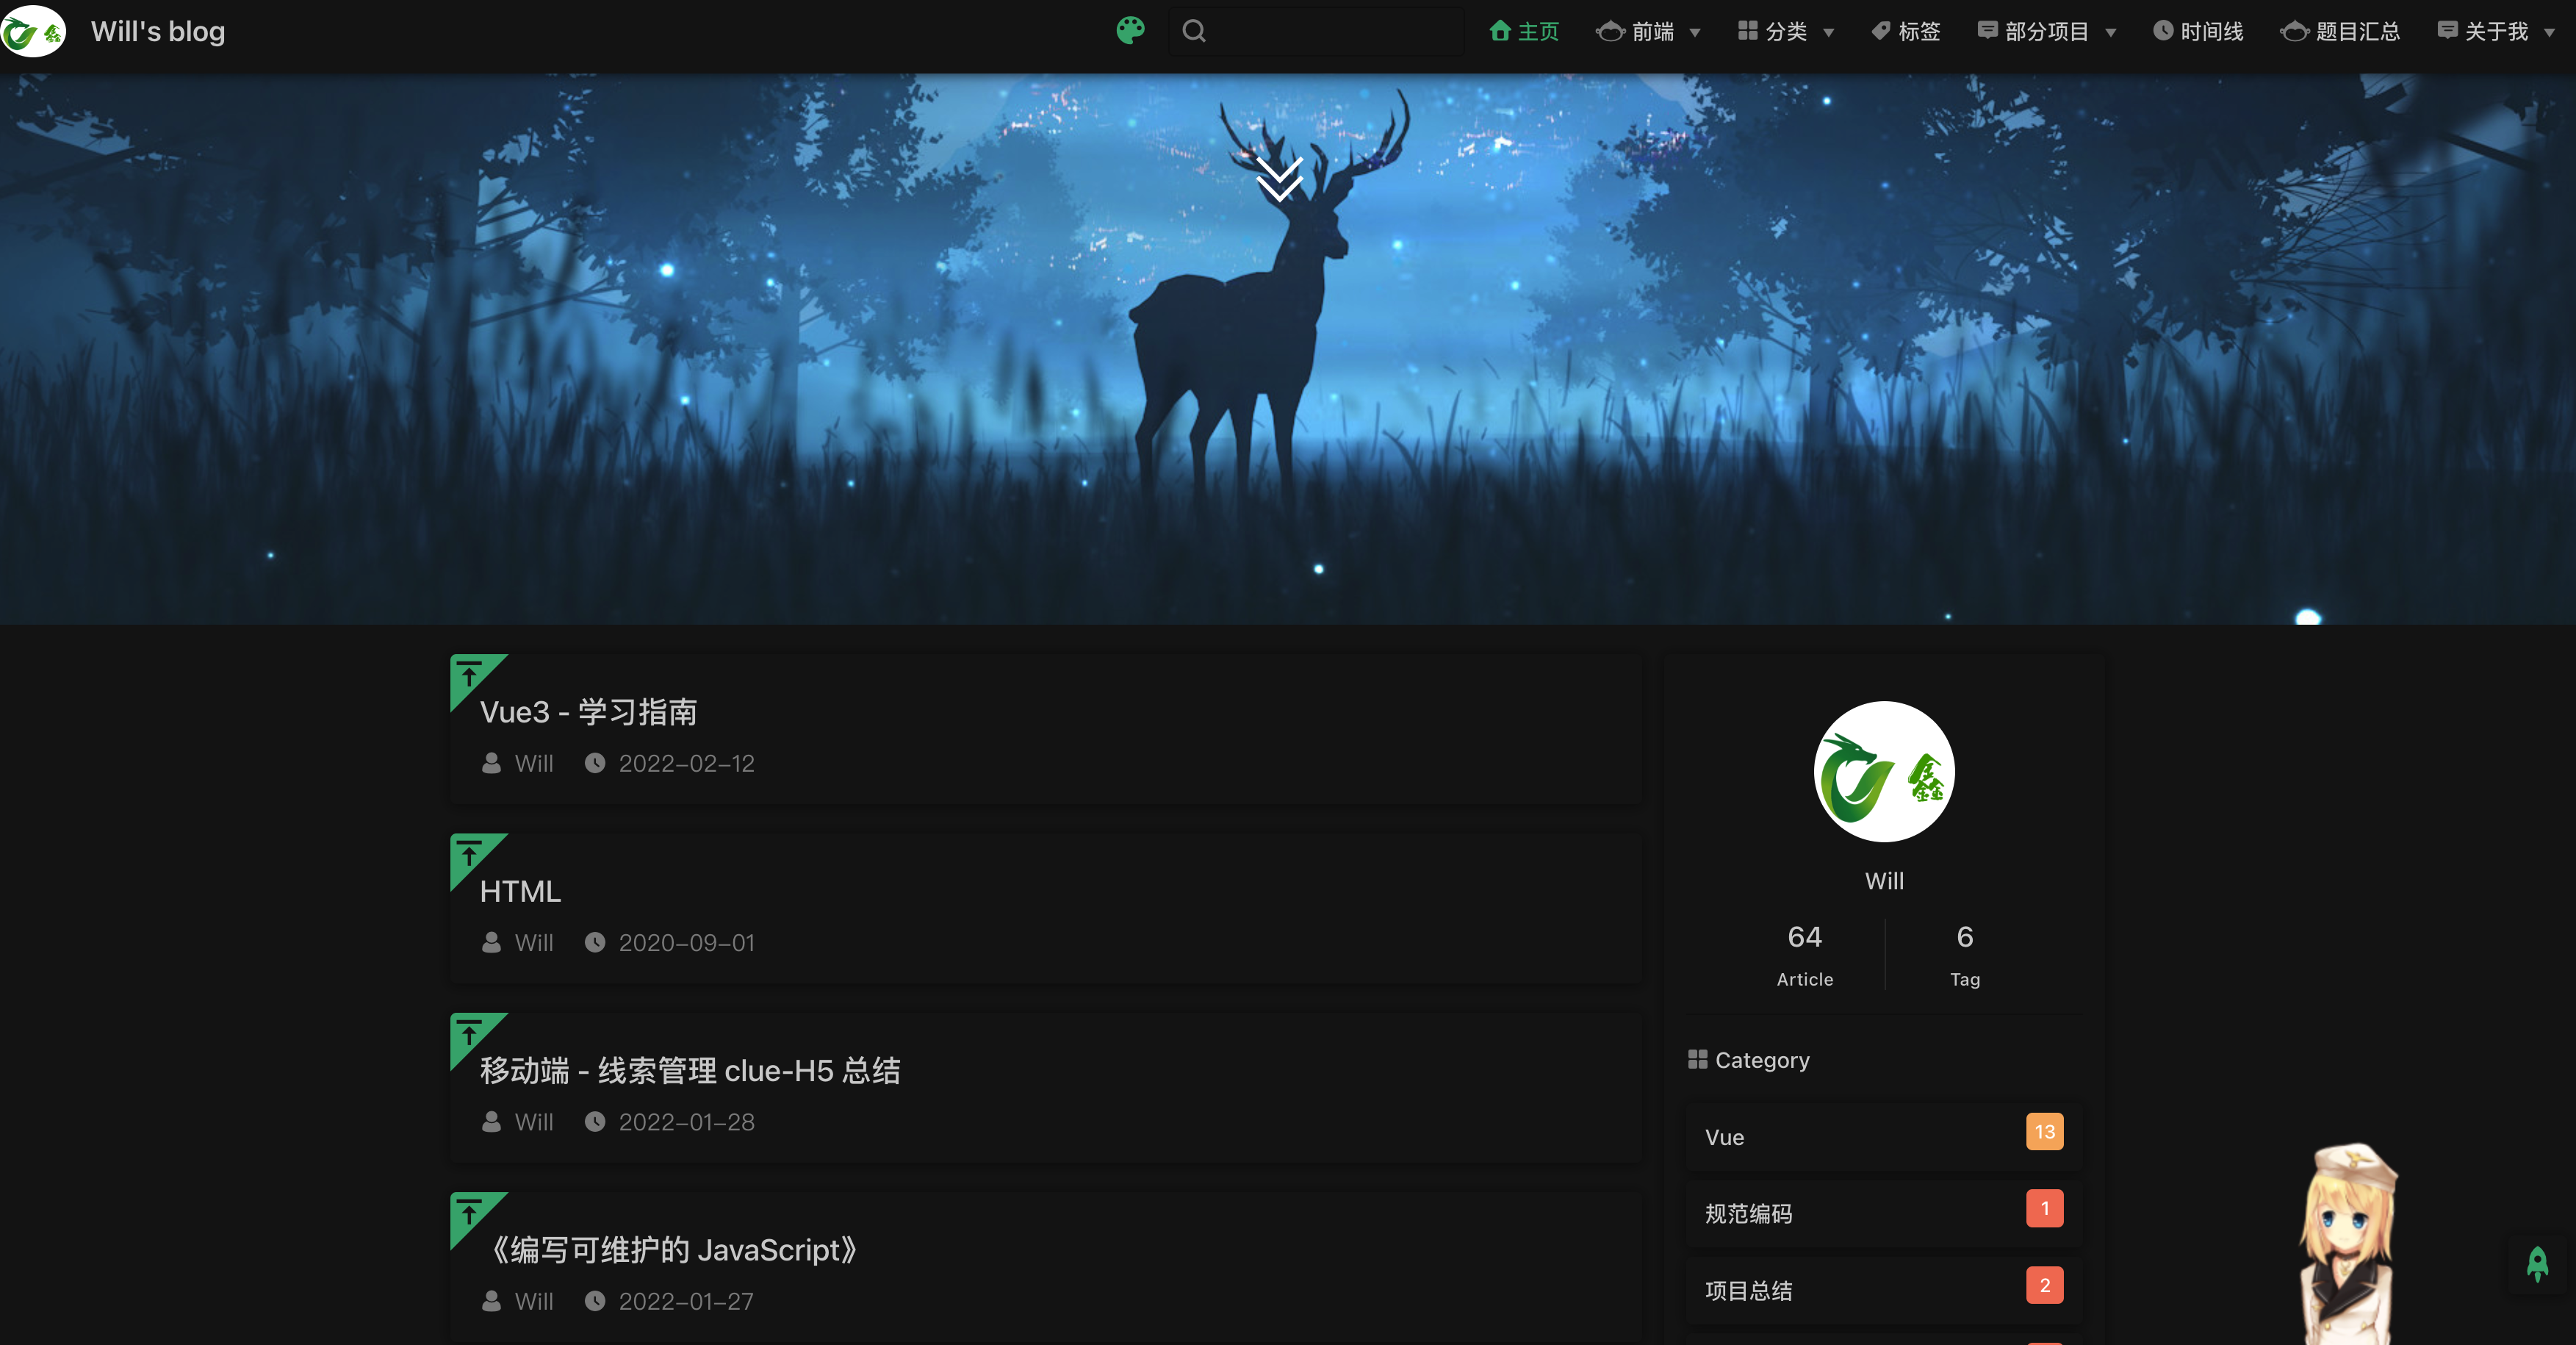 鑫
Will's blog
主页
前端
分类
标签
部分项目
时间线
题目汇总
关于我
Vue3 - 学习指南
Will 2022-02-12
HTML
Will 2020-09-01
移动端 - 线索管理 clue-H5 总结
Will 2022-01-28
《编写可维护的 JavaScript》
Will 2022-01-27
鑫
Will
64 6
Article Tag
Category
Vue 13
规范编码 1
项目总结 2